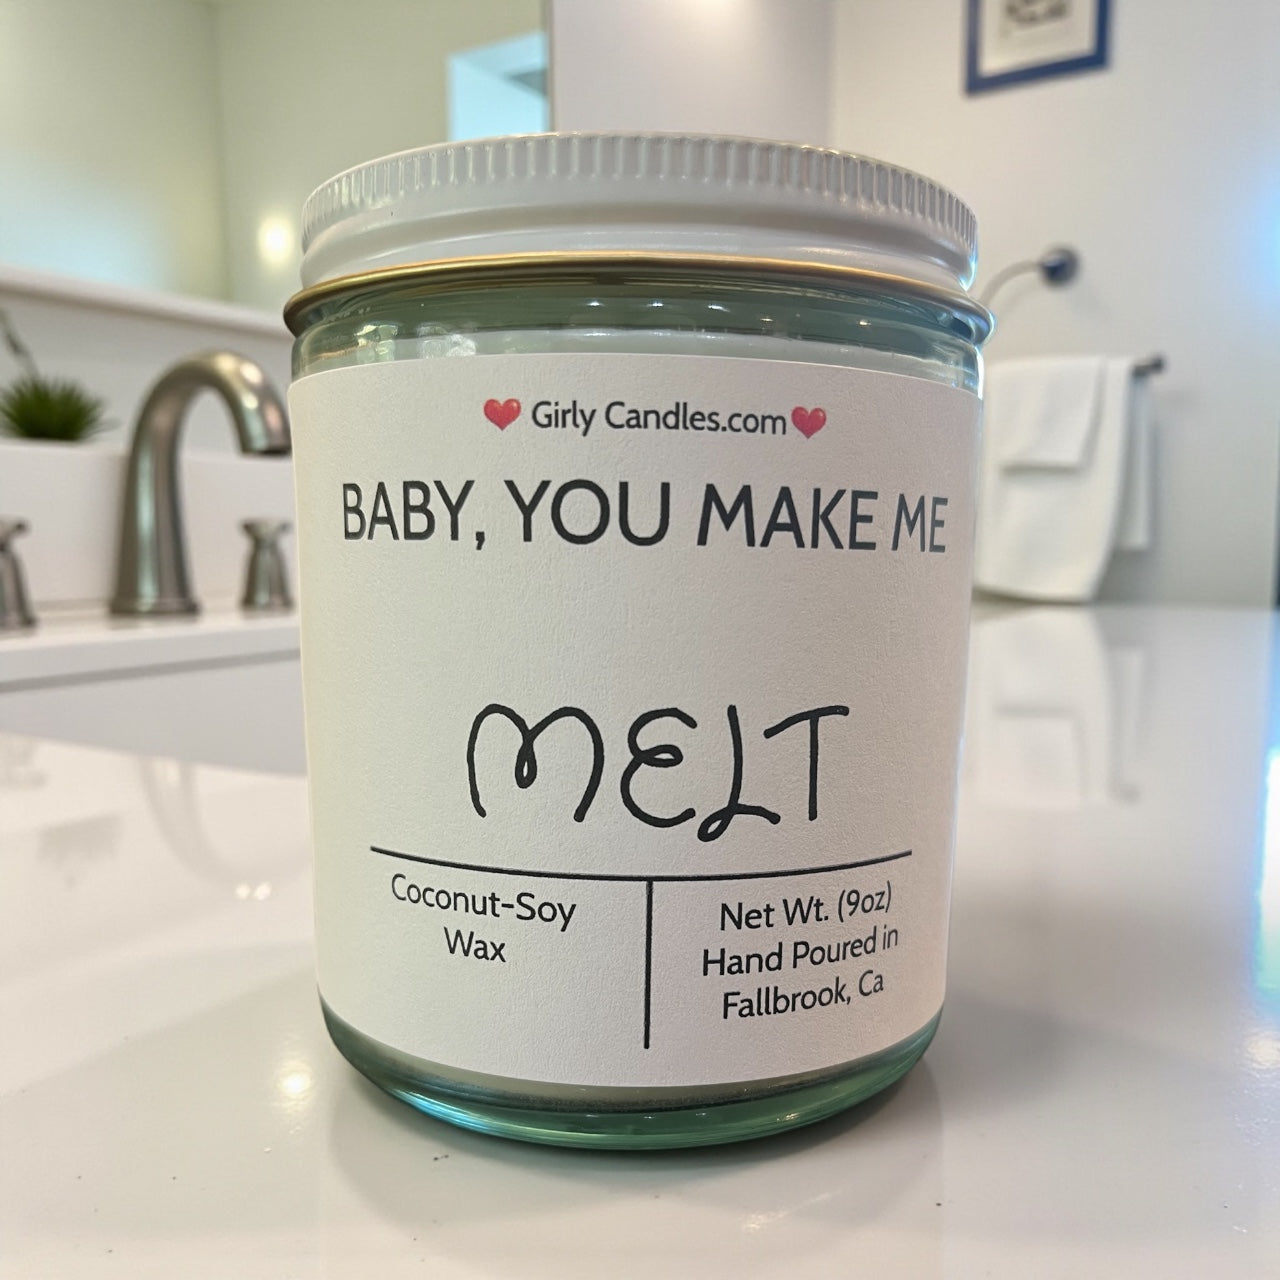 ❤️ Girly Candles.com ❤️
BABY, YOU MAKE ME
MELT
Coconut-Soy
Wax
Net Wt. (9oz)
Hand Poured in
Fallbrook, Ca